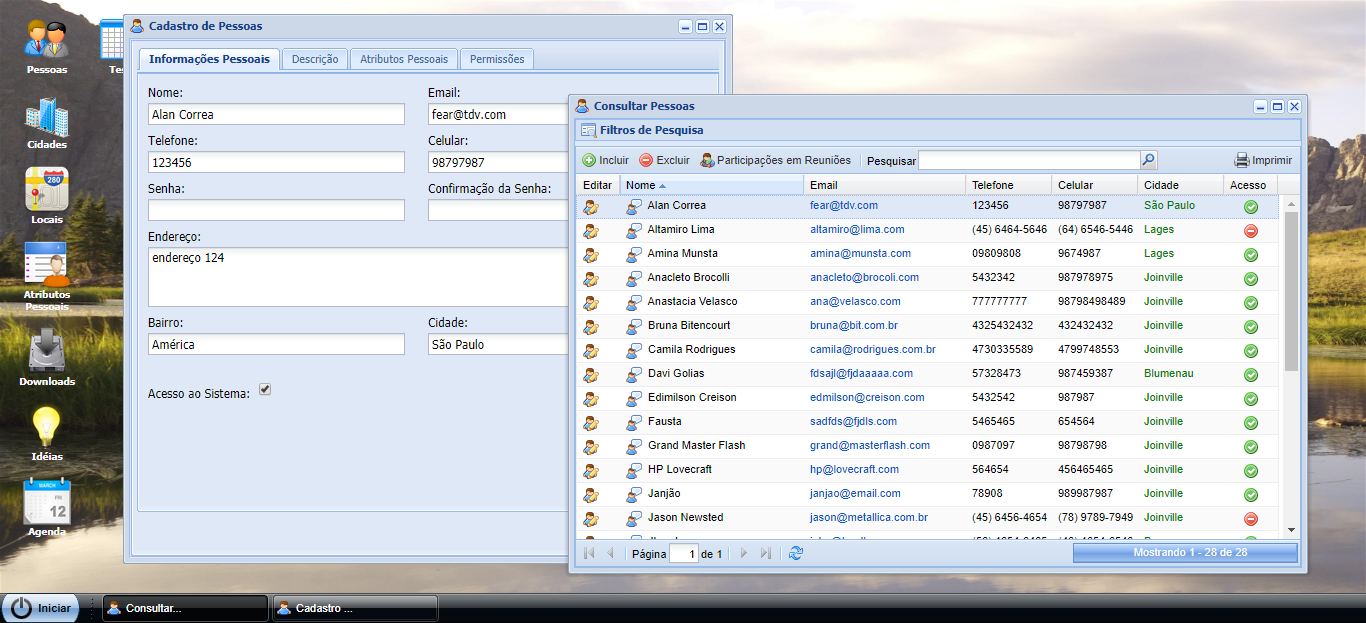 Pessoas
Te
Cidades
280
Locais
Atributos
Pessoais
Downloads
Idéias
MARCH
FRI
12
Agenda
Cadastro de Pessoas
Informações Pessoais Descrição Atributos Pessoais Permissões
Nome: Email:
Alan Correa fear@tdv.com
Telefone: Celular:
123456 98797987
Senha: Confirmação da Senha:
Endereço:
endereço 124
Bairro: Cidade:
América São Paulo
Acesso ao Sistema:
Consultar Pessoas
Filtros de Pesquisa
Incluir Excluir Participações em Reuniões Pesquisar Imprimir
Editar Nome Email Telefone Celular Cidade Acesso
Alan Correa fear@tdv.com 123456 98797987 São Paulo
Altamiro Lima altamiro@lima.com (45) 6464-5646 (64) 6546-5446 Lages
Amina Munsta amina@munsta.com 09809808 9674987 Lages
Anacleto Brocolli anacleto@brocoli.com 5432342 987978975 Joinville
Anastacia Velasco ana@velasco.com 777777777 98798498489 Joinville
Bruna Bitencourt bruna@bit.com.br 4325432432 432432432 Joinville
Camila Rodrigues camila@rodrigues.com.br 4730335589 4799748553 Joinville
Davi Golias fdsajl@fjdaaaaa.com 57328473 987459387 Blumenau
Edimilson Creison edmilson@creison.com 5432542 987987 Joinville
Fausta sadfds@fjdls.com 5465465 654564 Joinville
Grand Master Flash grand@masterflash.com 0987097 98798798 Joinville
HP Lovecraft hp@lovecraft.com 564654 456465465 Joinville
Janjão janjao@email.com 78908 989987987 Joinville
Jason Newsted jason@metallica.com.br (45) 6456-4654 (78) 9789-7949 Joinville
Página 1 de 1 Mostrando 1 - 28 de 28
Iniciar Consultar... Cadastro ...